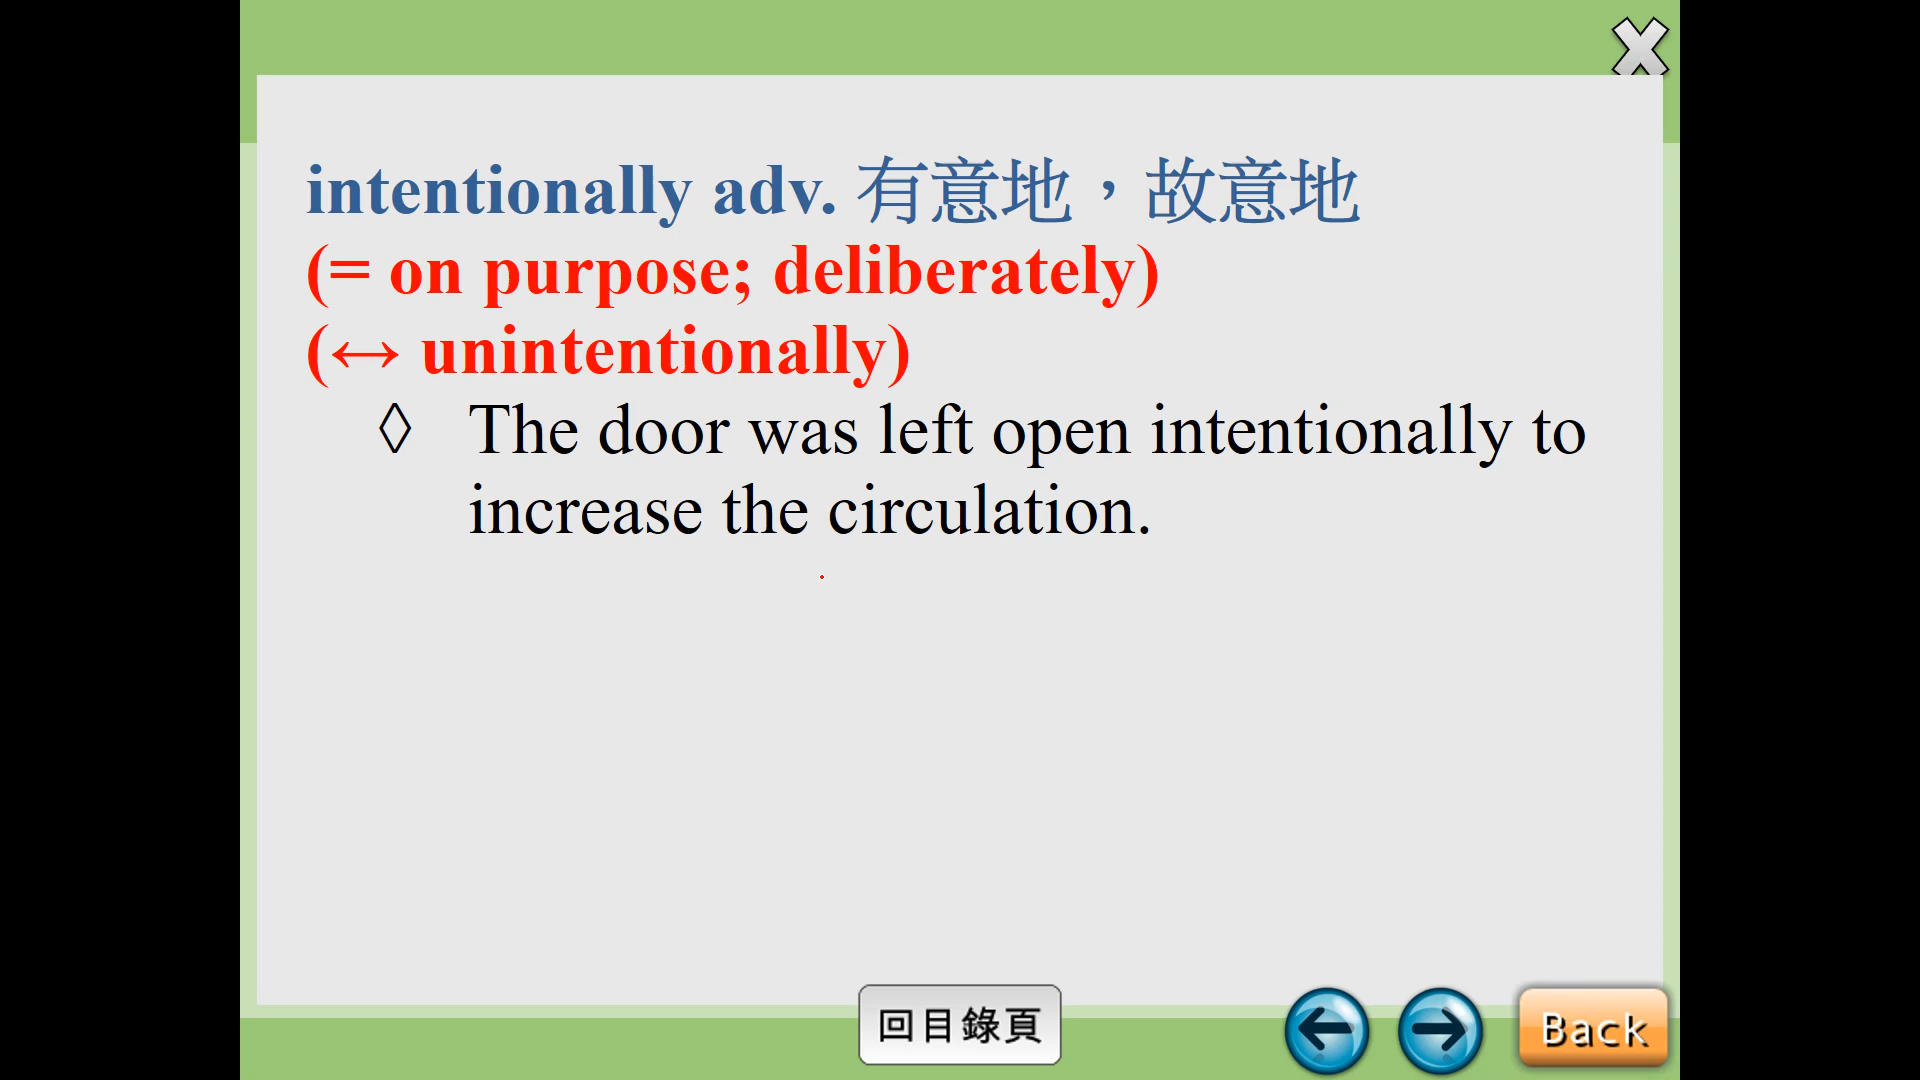 intentionally adv. 有意地，故意地
(= on purpose; deliberately)
(↔ unintentionally)
◊ The door was left open intentionally to
increase the circulation.
回目錄頁
Back